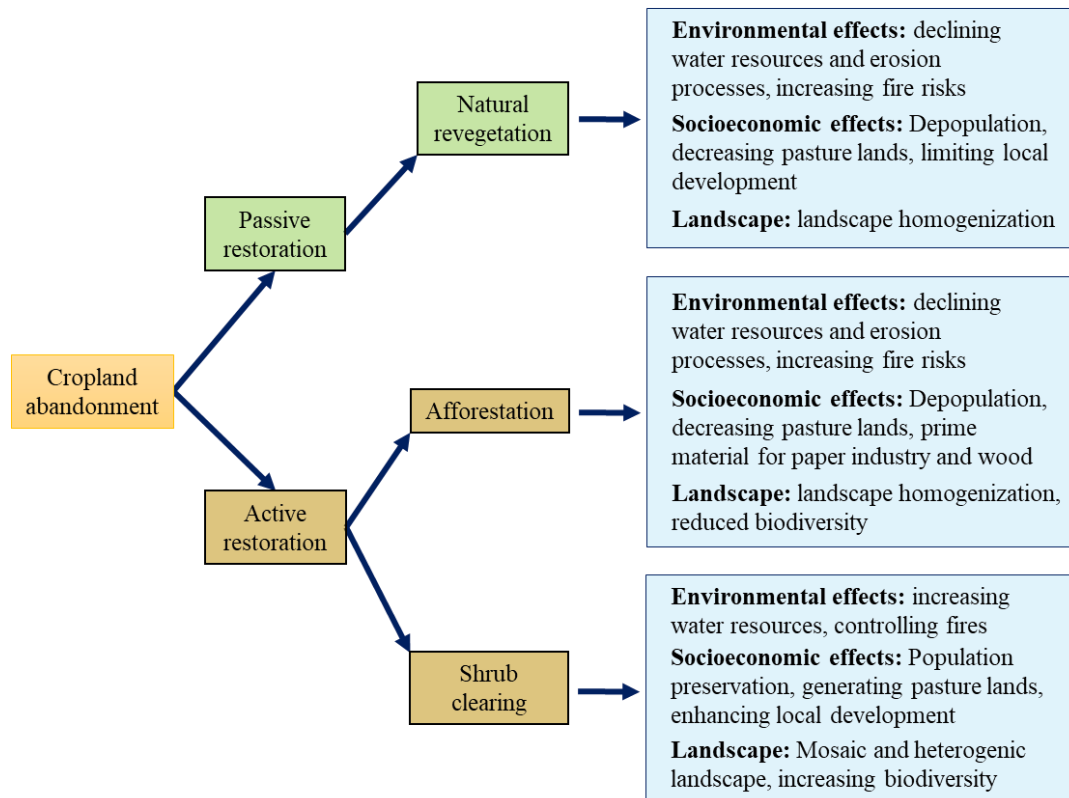 Cropland
abandonment
Passive
restoration
Natural
revegetation
Environmental effects: declining
water resources and erosion
processes, increasing fire risks
Socioeconomic effects: Depopulation,
decreasing pasture lands, limiting local
development
Landscape: landscape homogenization
Active
restoration
Afforestation
Environmental effects: declining
water resources and erosion
processes, increasing fire risks
Socioeconomic effects: Depopulation,
decreasing pasture lands, prime
material for paper industry and wood
Landscape: landscape homogenization,
reduced biodiversity
Shrub
clearing
Environmental effects: increasing
water resources, controlling fires
Socioeconomic effects: Population
preservation, generating pasture lands,
enhancing local development
Landscape: Mosaic and heterogenic
landscape, increasing biodiversity